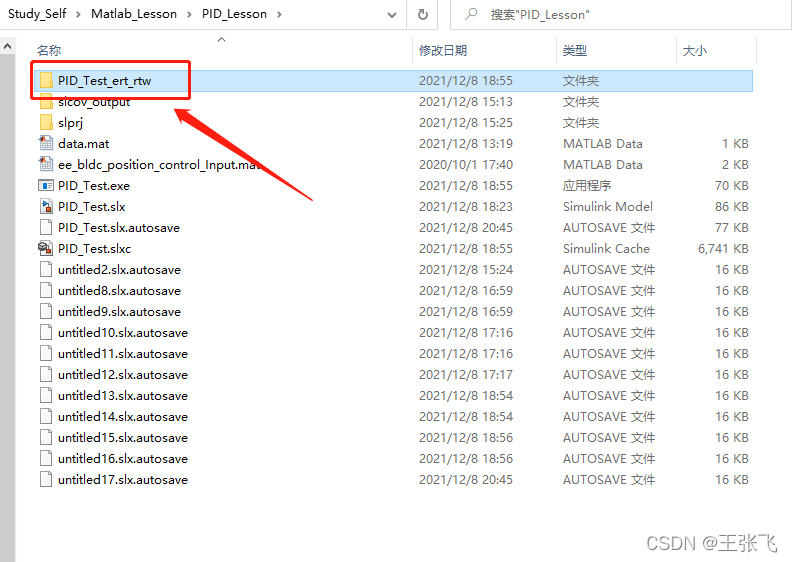 Study_Self > Matlab_Lesson > PID_Lesson > 搜索"PID_Lesson"
名称 修改日期 类型 大小
PID_Test_ert_rtw 2021/12/8 18:55 文件夹
slcov_output 2021/12/8 15:13 文件夹
slprj 2021/12/8 15:25 文件夹
data.mat 2021/12/8 13:19 MATLAB Data 1 KB
ee_bldc_position_control_Input.mat 2020/10/1 17:40 MATLAB Data 2 KB
PID_Test.exe 2021/12/8 18:55 应用程序 70 KB
PID_Test.slx 2021/12/8 18:23 Simulink Model 86 KB
PID_Test.slx.autosave 2021/12/8 20:45 AUTOSAVE 文件 77 KB
PID_Test.slxc 2021/12/8 18:55 Simulink Cache 6,741 KB
untitled2.slx.autosave 2021/12/8 15:24 AUTOSAVE 文件 16 KB
untitled8.slx.autosave 2021/12/8 16:59 AUTOSAVE 文件 16 KB
untitled9.slx.autosave 2021/12/8 16:59 AUTOSAVE 文件 16 KB
untitled10.slx.autosave 2021/12/8 17:16 AUTOSAVE 文件 16 KB
untitled11.slx.autosave 2021/12/8 17:16 AUTOSAVE 文件 16 KB
untitled12.slx.autosave 2021/12/8 17:17 AUTOSAVE 文件 16 KB
untitled13.slx.autosave 2021/12/8 18:54 AUTOSAVE 文件 16 KB
untitled14.slx.autosave 2021/12/8 18:54 AUTOSAVE 文件 16 KB
untitled15.slx.autosave 2021/12/8 18:56 AUTOSAVE 文件 16 KB
untitled16.slx.autosave 2021/12/8 18:56 AUTOSAVE 文件 16 KB
untitled17.slx.autosave 2021/12/8 20:45 AUTOSAVE 文件 16 KB
CSDN @王张飞